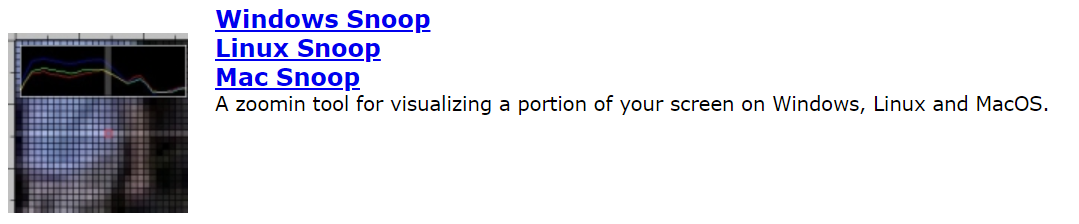 Windows Snoop
Linux Snoop
Mac Snoop
A zoomin tool for visualizing a portion of your screen on Windows, Linux and MacOS.